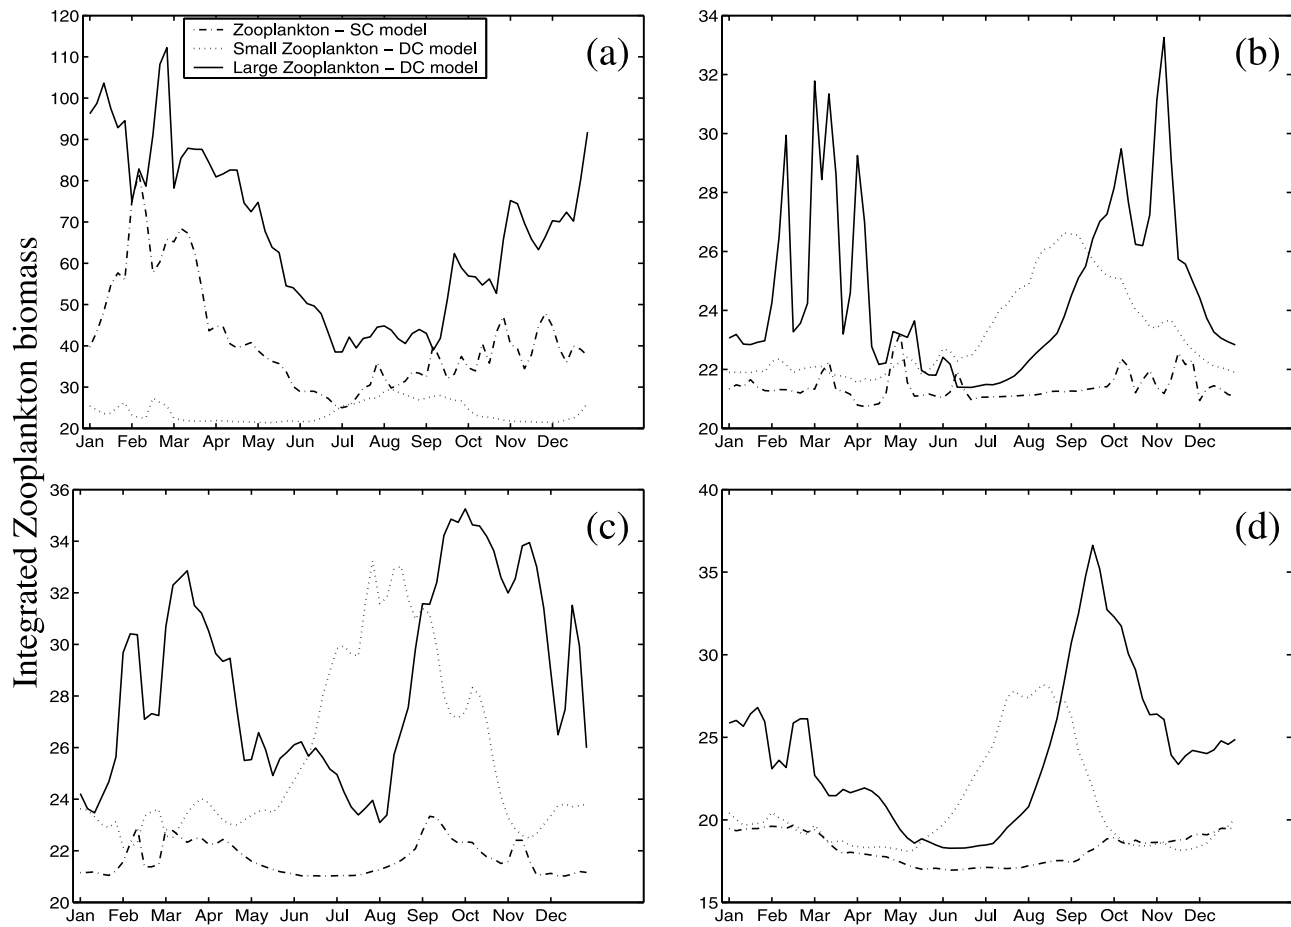 Integrated Zooplankton biomass
Zooplankton – SC model
Small Zooplankton – DC model
Large Zooplankton – DC model
(a)
120
110
100
90
80
70
60
50
40
30
20
Jan Feb Mar Apr May Jun Jul Aug Sep Oct Nov Dec
(b)
34
32
30
28
26
24
22
20
Jan Feb Mar Apr May Jun Jul Aug Sep Oct Nov Dec
(c)
36
34
32
30
28
26
24
22
20
Jan Feb Mar Apr May Jun Jul Aug Sep Oct Nov Dec
(d)
40
35
30
25
20
15
Jan Feb Mar Apr May Jun Jul Aug Sep Oct Nov Dec